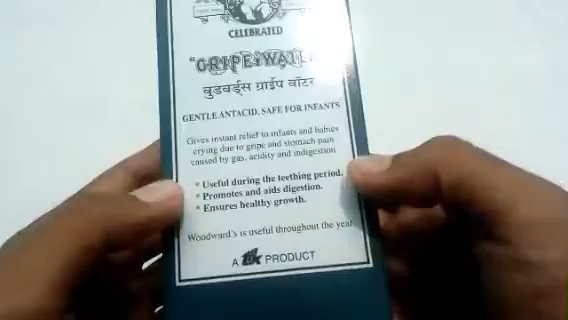 CELEBRATED
"GRIPE WATER
वुडवर्ड्स ग्राईप वॉटर
GENTLE ANTACID. SAFE FOR INFANTS
Gives instant relief to infants and babies
crying due to gripe and stomach pain
caused by gas, acidity and indigestion
* Useful during the teething period.
* Promotes and aids digestion.
* Ensures healthy growth.
Woodward's is useful throughout the year
A PRODUCT